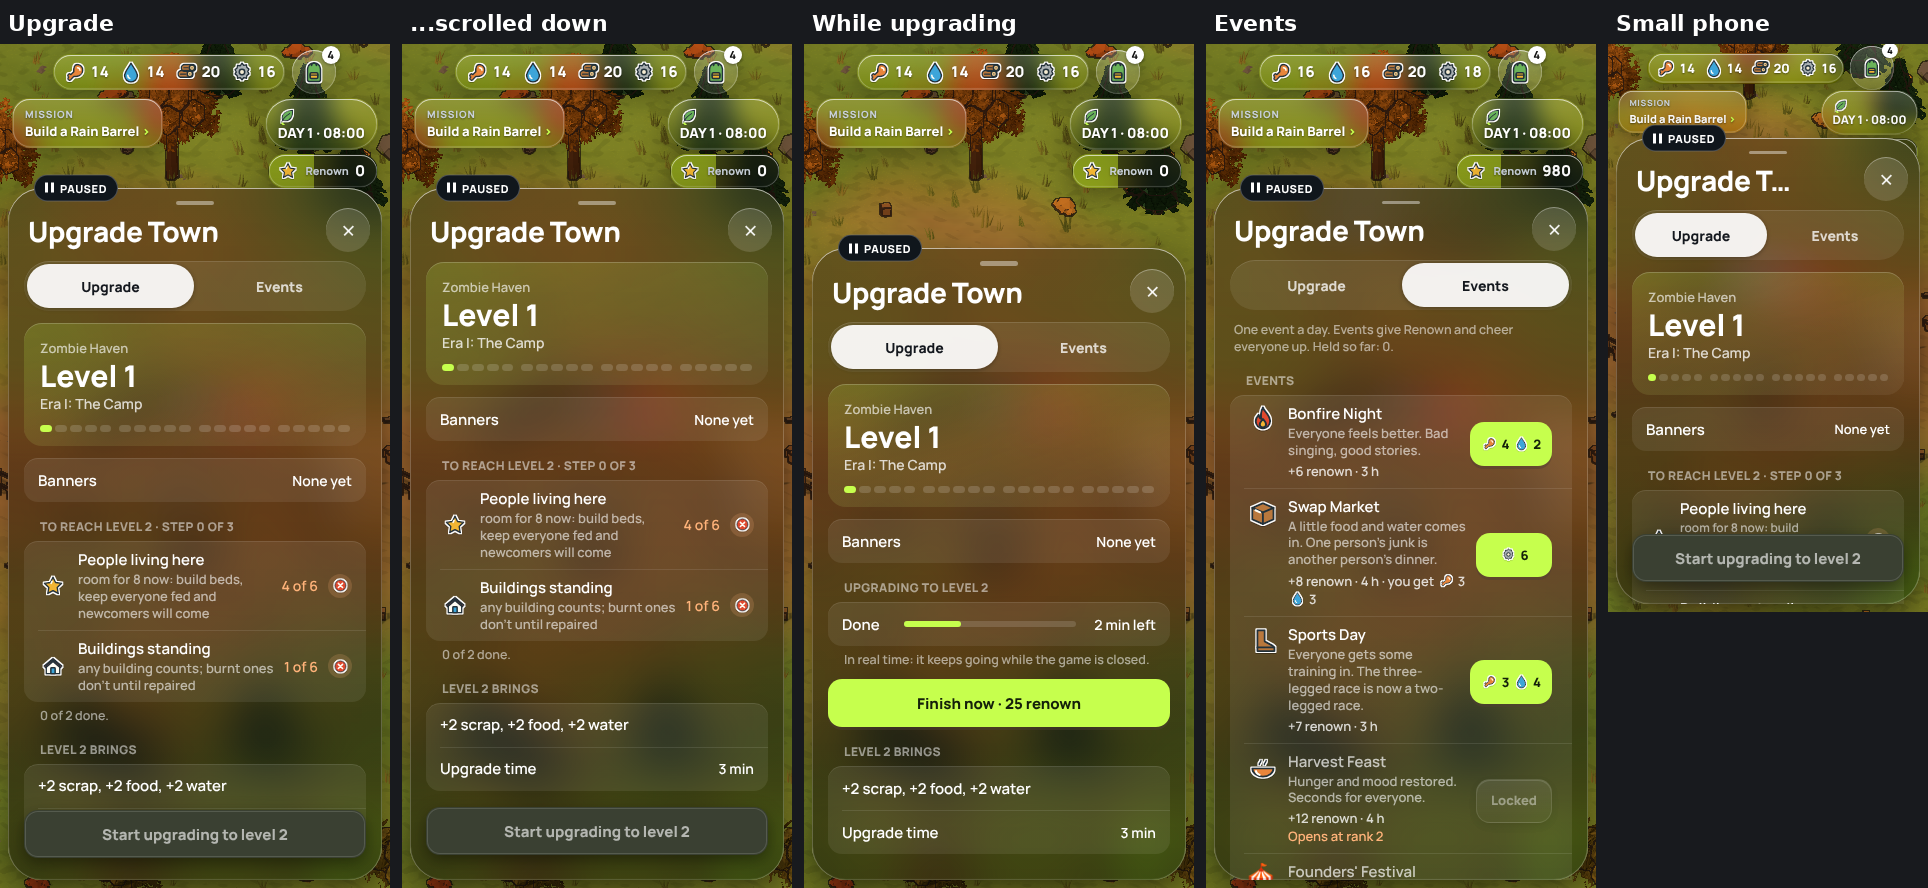 Upgrade
14 14 20 16
4
MISSION
Build a Rain Barrel ›
DAY 1 · 08:00
Renown 0
PAUSED
Upgrade Town
Upgrade
Events
Zombie Haven
Level 1
Era I: The Camp
Banners
None yet
TO REACH LEVEL 2 · STEP 0 OF 3
People living here
room for 8 now: build beds,
keep everyone fed and
newcomers will come
4 of 6
Buildings standing
any building counts; burnt ones
don't until repaired
1 of 6
0 of 2 done.
LEVEL 2 BRINGS
+2 scrap, +2 food, +2 water
Start upgrading to level 2
...scrolled down
14 14 20 16
4
MISSION
Build a Rain Barrel ›
DAY 1 · 08:00
Renown 0
PAUSED
Upgrade Town
Zombie Haven
Level 1
Era I: The Camp
Banners
None yet
TO REACH LEVEL 2 · STEP 0 OF 3
People living here
room for 8 now: build beds,
keep everyone fed and
newcomers will come
4 of 6
Buildings standing
any building counts; burnt ones
don't until repaired
1 of 6
0 of 2 done.
LEVEL 2 BRINGS
+2 scrap, +2 food, +2 water
Upgrade time
3 min
Start upgrading to level 2
While upgrading
14 14 20 16
4
MISSION
Build a Rain Barrel ›
DAY 1 · 08:00
Renown 0
PAUSED
Upgrade Town
Upgrade
Events
Zombie Haven
Level 1
Era I: The Camp
Banners
None yet
UPGRADING TO LEVEL 2
Done
2 min left
In real time: it keeps going while the game is closed.
Finish now · 25 renown
LEVEL 2 BRINGS
+2 scrap, +2 food, +2 water
Upgrade time
3 min
Events
16 16 20 18
4
MISSION
Build a Rain Barrel ›
DAY 1 · 08:00
Renown 980
PAUSED
Upgrade Town
Upgrade
Events
One event a day. Events give Renown and cheer
everyone up. Held so far: 0.
EVENTS
Bonfire Night
Everyone feels better. Bad
singing, good stories.
+6 renown · 3 h
4 2
Swap Market
A little food and water comes
in. One person's junk is
another person's dinner.
+8 renown · 4 h · you get 3
3
6
Sports Day
Everyone gets some
training in. The three-
legged race is now a two-
legged race.
+7 renown · 3 h
3 4
Harvest Feast
Hunger and mood restored.
Seconds for everyone.
+12 renown · 4 h
Opens at rank 2
Locked
Founders' Festival
Small phone
14 14 20 16
4
MISSION
Build a Rain Barrel ›
DAY 1 · 08:00
PAUSED
Upgrade T...
Upgrade
Events
Zombie Haven
Level 1
Era I: The Camp
Banners
None yet
TO REACH LEVEL 2 · STEP 0 OF 3
People living here
room for 8 now: build
Start upgrading to level 2